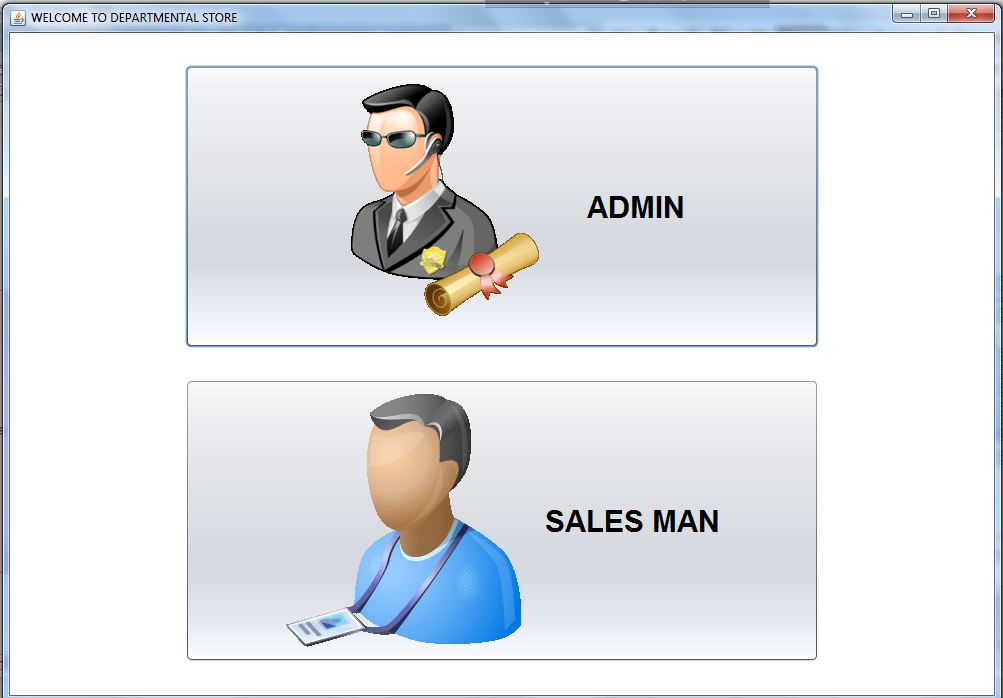 WELCOME TO DEPARTMENTAL STORE
ADMIN
SALES MAN